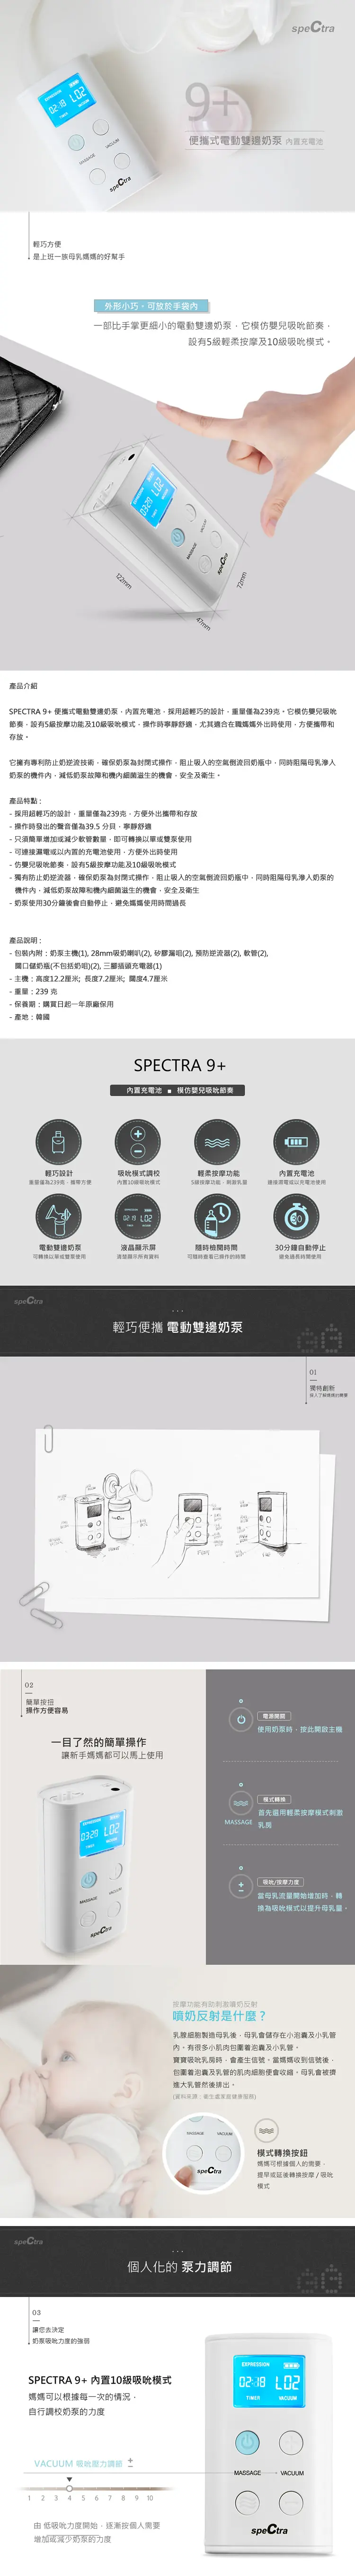 speCtra
9+
便攜式電動雙邊奶泵 內置充電池
輕巧方便
是上班一族母乳媽媽的好幫手
外形小巧，可放於手袋內
一部比手掌更細小的電動雙邊奶泵，它模仿嬰兒吸吮節奏，
設有5級輕柔按摩及10級吸吮模式。
122mm
47mm
72mm
產品介紹
SPECTRA 9+ 便攜式電動雙邊奶泵，內置充電池，採用超輕巧的設計，重量僅為239克。它模仿嬰兒吸吮
節奏，設有5級按摩功能及10級吸吮模式，操作時寧靜舒適，尤其適合在職媽媽外出時使用，方便攜帶和
存放。
它擁有專利防止奶逆流技術，確保奶泵為封閉式操作，阻止吸入的空氣倒流回奶瓶中，同時阻隔母乳滲入
奶泵的機件內，減低奶泵故障和機內細菌滋生的機會，安全及衛生。
產品特點 :
- 採用超輕巧的設計，重量僅為239克，方便外出攜帶和存放
- 操作時發出的聲音僅為39.5 分貝，寧靜舒適
- 只須簡單增加或減少軟管數量，即可轉換以單或雙泵使用
- 可連接濕電或以內置的充電池使用，方便外出時使用
- 仿嬰兒吸吮節奏，設有5級按摩功能及10級吸吮模式
- 獨有防止奶逆流器，確保奶泵為封閉式操作，阻止吸入的空氣倒流回奶瓶中，同時阻隔母乳滲入奶泵的
機件內，減低奶泵故障和機內細菌滋生的機會，安全及衛生
- 奶泵使用30分鐘後會自動停止，避免媽媽使用時間過長
產品說明 :
- 包裝內附 : 奶泵主機(1), 28mm吸奶喇叭(2), 矽膠漏咀(2), 預防逆流器(2), 軟管(2),
闊口儲奶瓶(不包括奶咀)(2), 三腳插頭充電器(1)
- 主機：高度12.2厘米; 長度7.2厘米; 闊度4.7厘米
- 重量 : 239 克
- 保養期：購買日起一年原廠保用
- 產地：韓國
SPECTRA 9+
內置充電池 ■ 模仿嬰兒吸吮節奏
輕巧設計
重量僅為239克，攜帶方便
吸吮模式調校
內置10級吸吮模式
輕柔按摩功能
5級按摩功能，刺激乳量
內置充電池
連接濕電或以充電池使用
電動雙邊奶泵
可轉換以單或雙泵使用
液晶顯示屏
清楚顯示所有資料
隨時檢閱時間
可隨時查看已操作的時間
30分鐘自動停止
避免過長時間使用
speCtra
輕巧便攜 電動雙邊奶泵
01
獨特創新
02
簡單按扭
操作方便容易
一目了然的簡單操作
讓新手媽媽都可以馬上使用
電源開關
使用奶泵時，按此開啟主機
模式轉換
MASSAGE
首先選用輕柔按摩模式刺激
乳房
吸吮/按摩力度
當母乳流量開始增加時，轉
換為吸吮模式以提升母乳量。
按摩功能有助刺激噴奶反射
噴奶反射是什麼？
乳腺細胞製造母乳後，母乳會儲存在小泡囊及小乳管
內。有很多小肌肉包圍着泡囊及小乳管。
寶寶吸吮乳房時，會產生信號。當媽媽收到信號後，
包圍着泡囊及乳管的肌肉細胞便會收縮。母乳會被擠
進大乳管然後排出。
(資料來源：衞生署家庭健康服務)
MASSAGE
VACUUM
speCtra
模式轉換按鈕
媽媽可根據個人的需要，
提早或延後轉換按摩 / 吸吮
模式
speCtra
個人化的 泵力調節
03
讓您去決定
奶泵吸吮力度的強弱
SPECTRA 9+ 內置10級吸吮模式
媽媽可以根據每一次的情況，
自行調校奶泵的力度
VACUUM 吸吮壓力調節 + −
1 2 3 4 5 6 7 8 9 10
由 低吸吮力度開始，逐漸按個人需要
增加或減少奶泵的力度
EXPRESSION
02:18 L02
TIMER
VACUUM
MASSAGE
VACUUM
speCtra